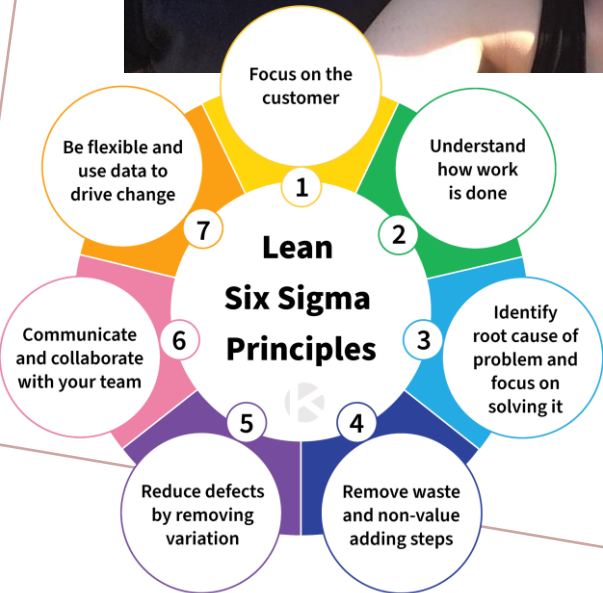 Lean
Six Sigma
Principles
1
Focus on the
customer
2
Understand
how work
is done
3
Identify
root cause of
problem and
focus on
solving it
4
Remove waste
and non-value
adding steps
5
Reduce defects
by removing
variation
6
Communicate
and collaborate
with your team
7
Be flexible and
use data to
drive change